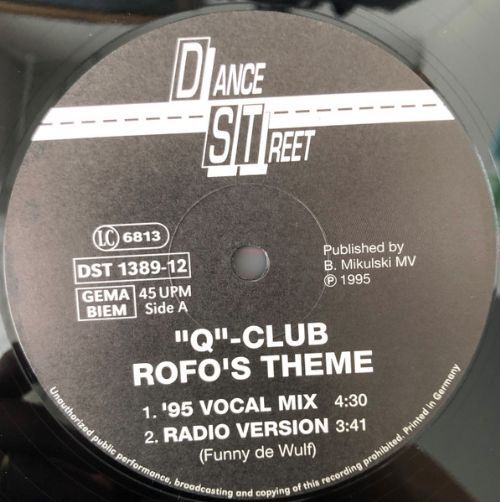 DANCE
STREET
LC 6813
DST 1389-12
GEMA
BIEM
45 UPM
Side A
Published by
B. Mikulski MV
℗ 1995
"Q"-CLUB
ROFO'S THEME
1. '95 VOCAL MIX 4:30
2. RADIO VERSION 3:41
(Funny de Wulf)
Unauthorized public performance, broadcasting and copying of this recording prohibited. Printed in Germany